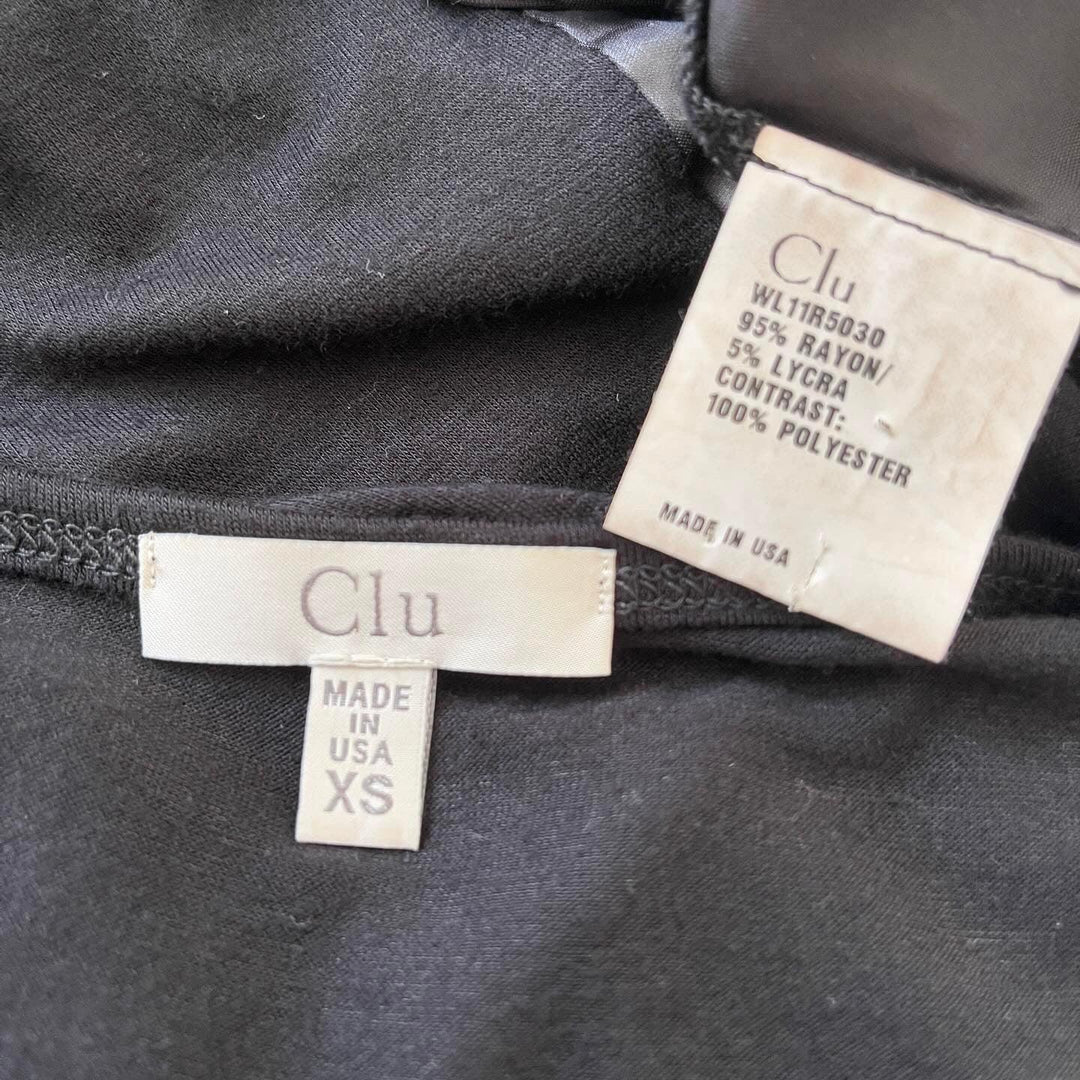 Clu
WL11R5030
95% RAYON/
5% LYCRA
CONTRAST:
100% POLYESTER
MADE IN USA
Clu
MADE
IN
USA
XS